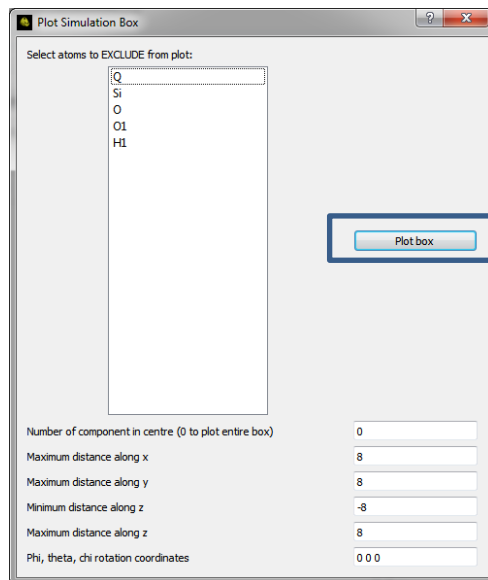 Plot Simulation Box
Select atoms to EXCLUDE from plot:
Q
Si
O
O1
H1
Plot box
Number of component in centre (0 to plot entire box) 0
Maximum distance along x 8
Maximum distance along y 8
Minimum distance along z -8
Maximum distance along z 8
Phi, theta, chi rotation coordinates 0 0 0